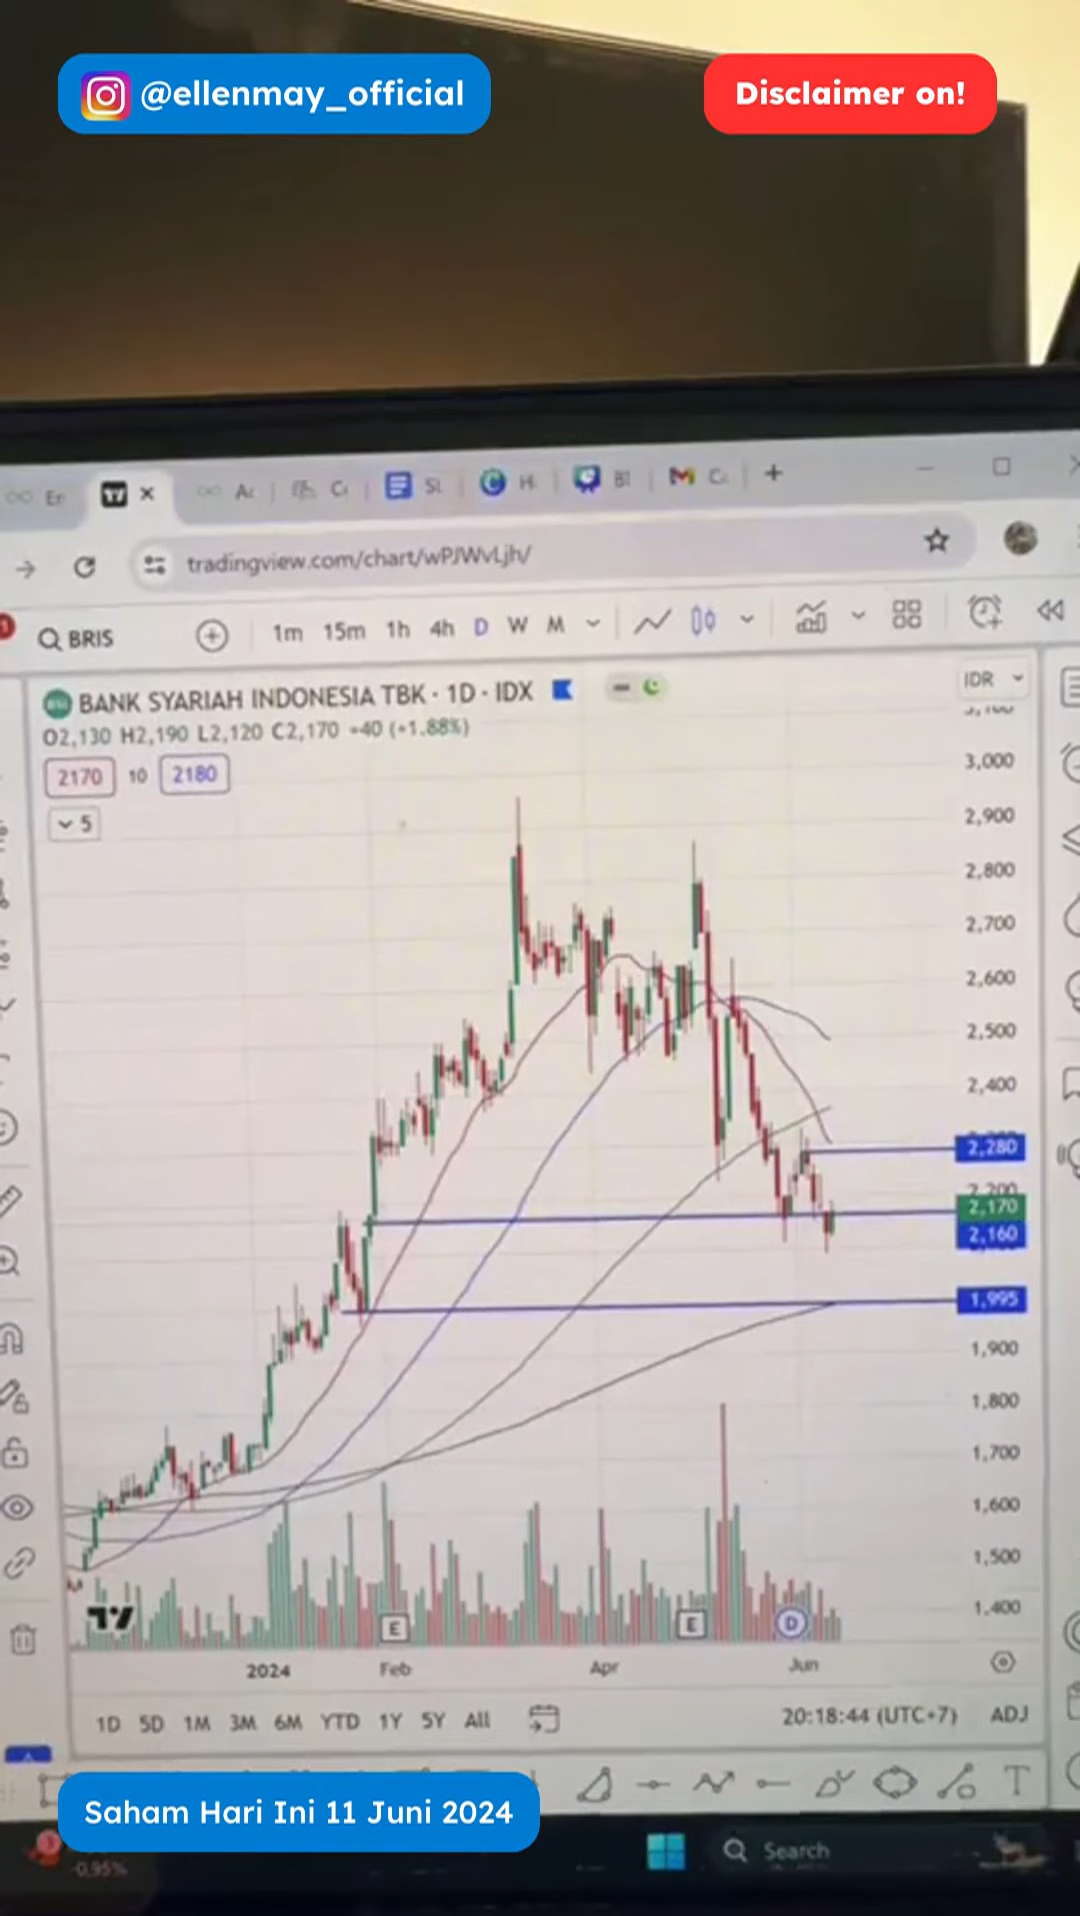 @ellenmay_official
Disclaimer on!
tradingview.com/chart/wPJWvLjh/
BRIS
1m 15m 1h 4h D W M
BANK SYARIAH INDONESIA TBK · 1D · IDX
IDR
O2,130 H2,190 L2,120 C2,170 +40 (+1.88%)
2170 10 2180
5
3,000
2,900
2,800
2,700
2,600
2,500
2,400
2,280
2,200
2,170
2,160
1,995
1,900
1,800
1,700
1,600
1,500
1,400
E E D
2024 Feb Apr Jun
1D 5D 1M 3M 6M YTD 1Y 5Y All
20:18:44 (UTC+7) ADJ
Saham Hari Ini 11 Juni 2024
-0.95%
Search